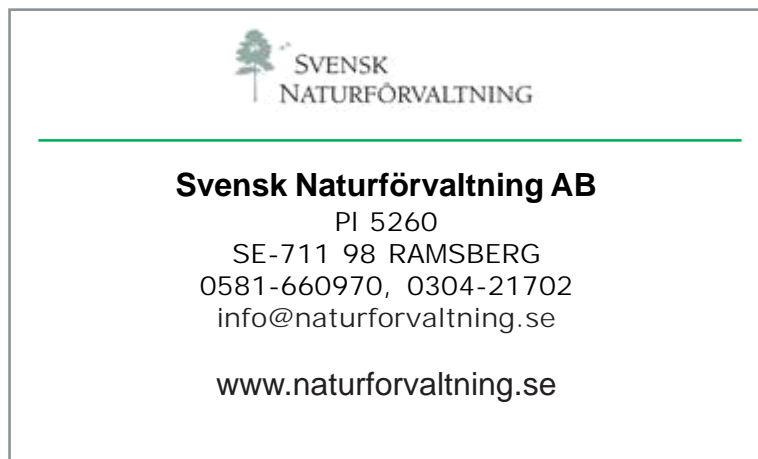 SVENSK
NATURFÖRVALTNING
Svensk Naturförvaltning AB
PI 5260
SE-711 98 RAMSBERG
0581-660970, 0304-21702
info@naturforvaltning.se
www.naturforvaltning.se